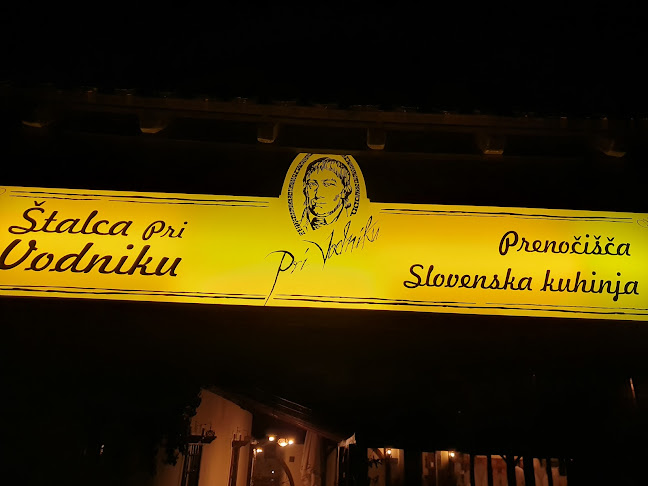 Štalca Pri
Vodniku
Pri Vodniku
Prenočišča
Slovenska kuhinja